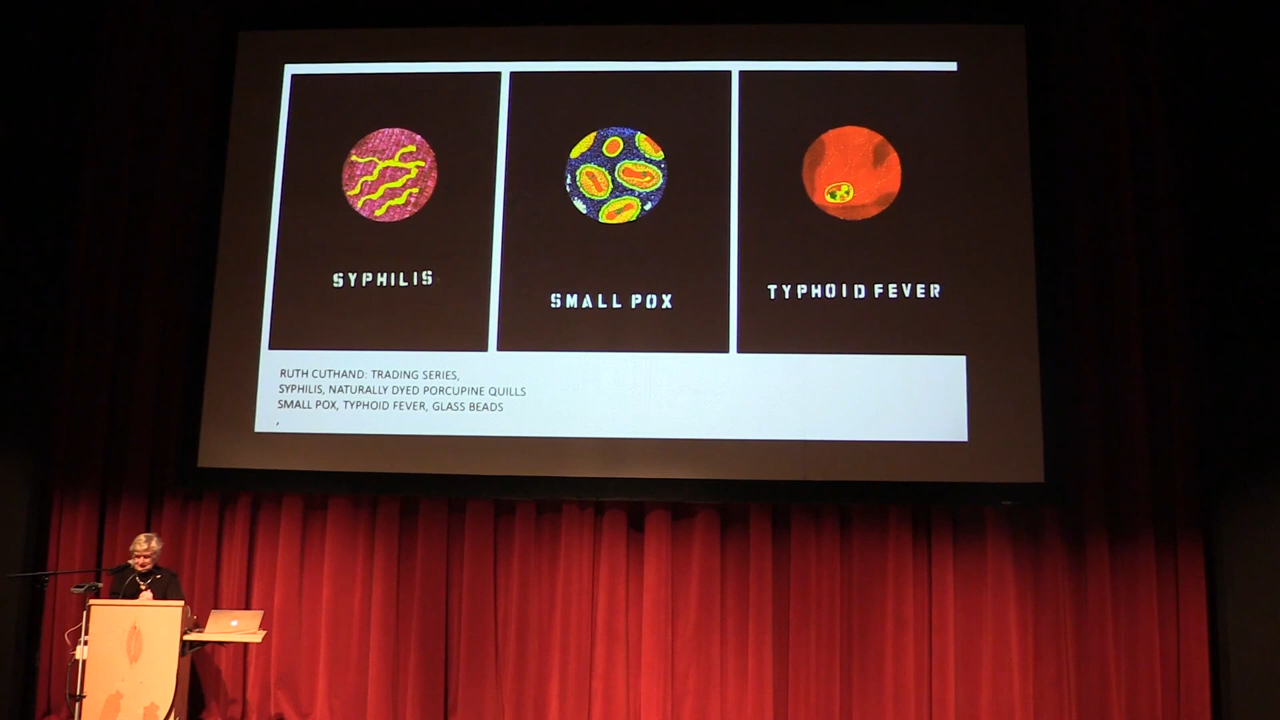 SYPHILIS
SMALL POX
TYPHOID FEVER
RUTH CUTHAND: TRADING SERIES,
SYPHILIS, NATURALLY DYED PORCUPINE QUILLS
SMALL POX, TYPHOID FEVER, GLASS BEADS
,